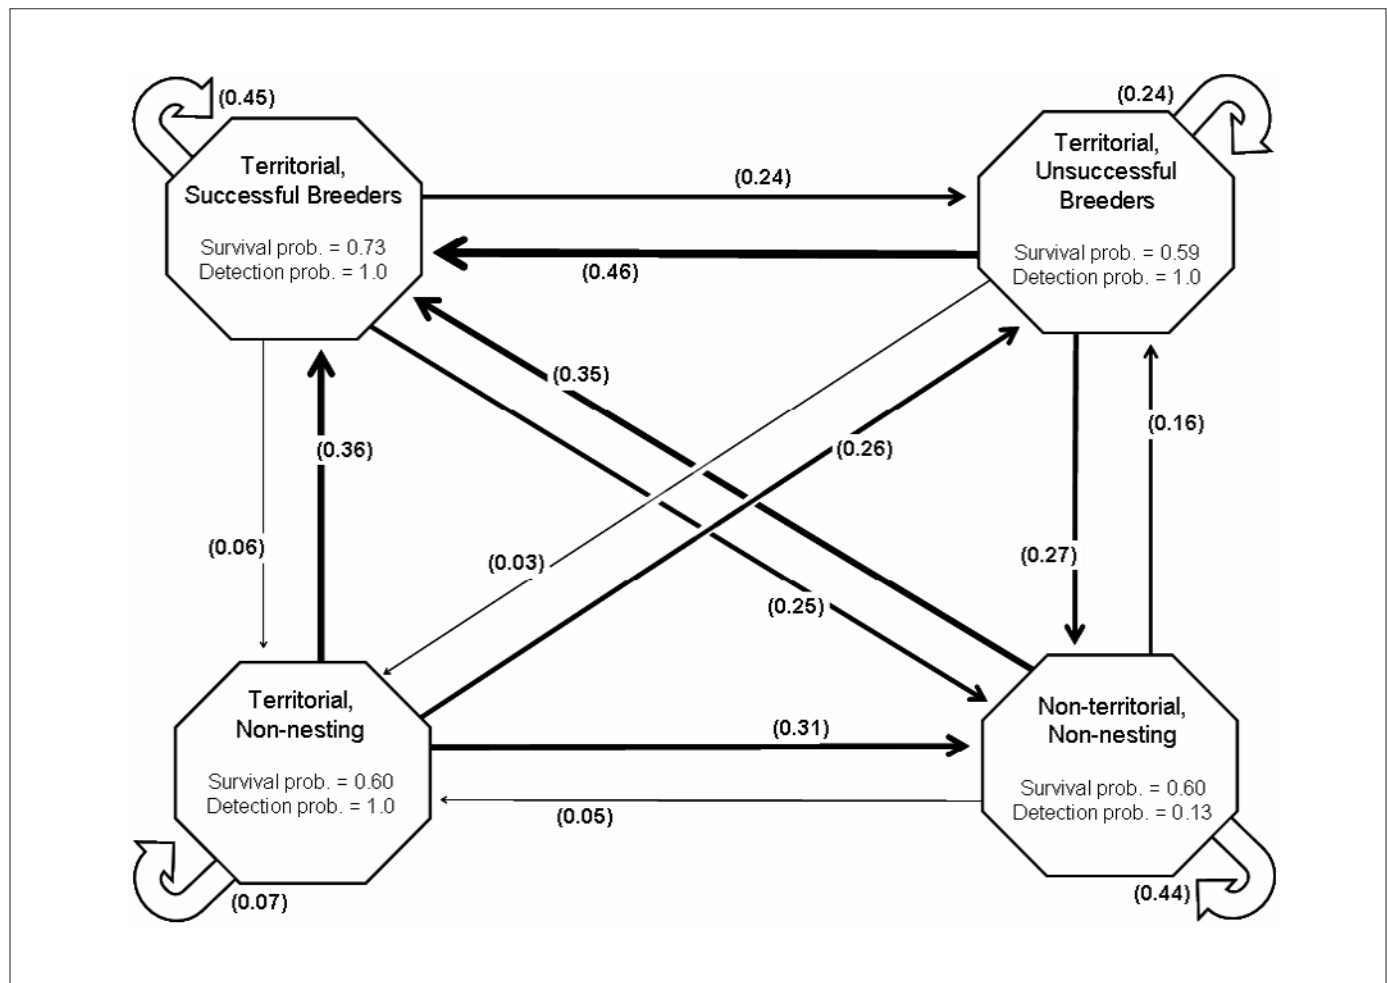 (0.45)
(0.24)
Territorial,
Successful Breeders
Survival prob. = 0.73
Detection prob. = 1.0
(0.24)
(0.46)
Territorial,
Unsuccessful
Breeders
Survival prob. = 0.59
Detection prob. = 1.0
(0.35)
(0.36)
(0.26)
(0.16)
(0.06)
(0.03)
(0.25)
(0.27)
Territorial,
Non-nesting
Survival prob. = 0.60
Detection prob. = 1.0
(0.31)
(0.05)
Non-territorial,
Non-nesting
Survival prob. = 0.60
Detection prob. = 0.13
(0.07)
(0.44)